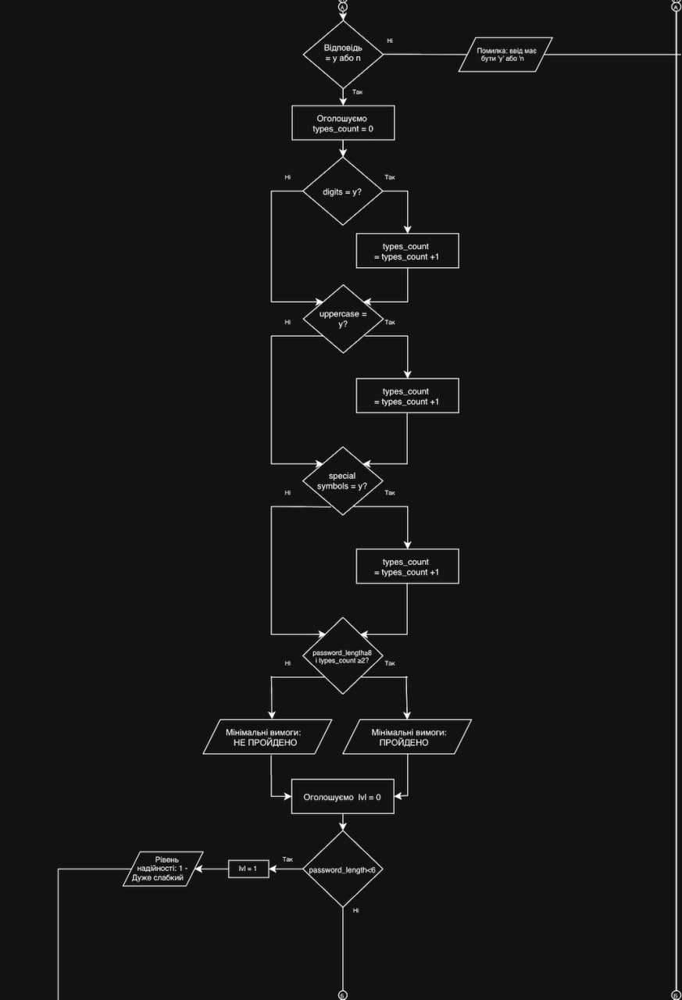 А
А
Відповідь
= y або n
Ні
Помилка: ввід має
бути 'y' або 'n
Так
Оголошуємо
types_count = 0
Ні
Так
digits = y?
types_count
= types_count +1
uppercase =
y?
Ні
Так
types_count
= types_count +1
special
symbols = y?
Ні
Так
types_count
= types_count +1
password_length≥8
і types_count ≥2?
Ні
Так
Мінімальні вимоги:
НЕ ПРОЙДЕНО
Мінімальні вимоги:
ПРОЙДЕНО
Оголошуємо lvl = 0
Рівень
надійності: 1 -
Дуже слабкий
lvl = 1
Так
password_length<6
Ні
Б
Б